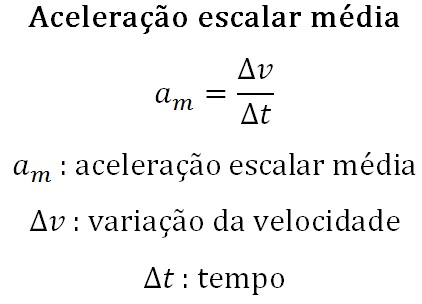 Aceleração escalar média
a_m = Δv/Δt
a_m : aceleração escalar média
Δv : variação da velocidade
Δt : tempo